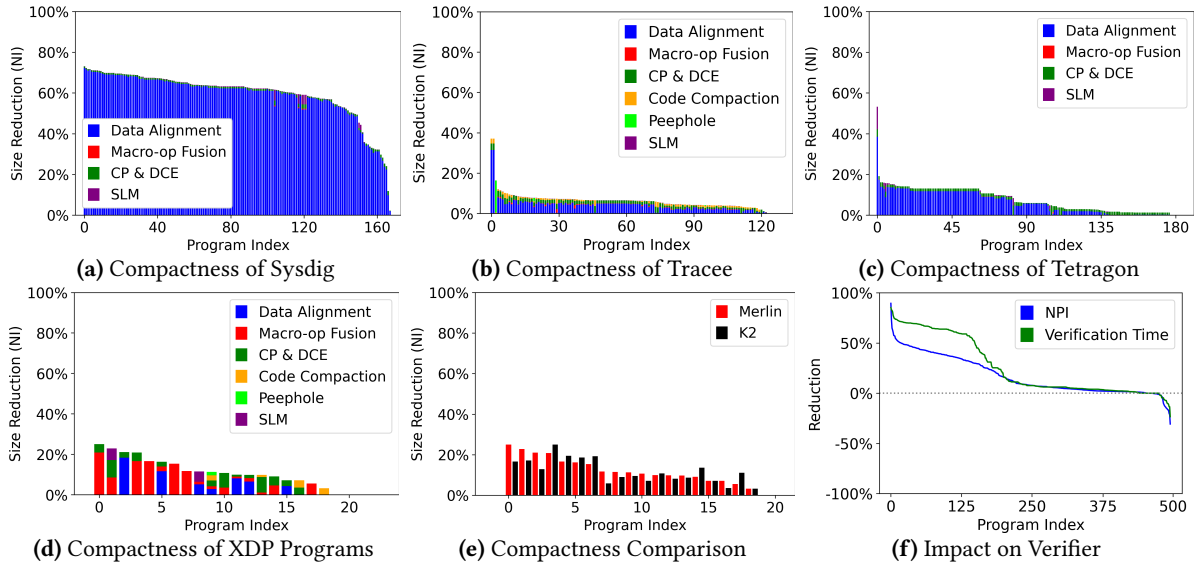 100%
80%
60%
40%
20%
0%
Size Reduction (NI)
Data Alignment
Macro-op Fusion
CP & DCE
SLM
0 40 80 120 160
Program Index
(a) Compactness of Sysdig
100%
80%
60%
40%
20%
0%
Size Reduction (NI)
Data Alignment
Macro-op Fusion
CP & DCE
Code Compaction
Peephole
SLM
0 30 60 90 120
Program Index
(b) Compactness of Tracee
100%
80%
60%
40%
20%
0%
Size Reduction (NI)
Data Alignment
Macro-op Fusion
CP & DCE
SLM
0 45 90 135 180
Program Index
(c) Compactness of Tetragon
100%
80%
60%
40%
20%
0%
Size Reduction (NI)
Data Alignment
Macro-op Fusion
CP & DCE
Code Compaction
Peephole
SLM
0 5 10 15 20
Program Index
(d) Compactness of XDP Programs
100%
80%
60%
40%
20%
0%
Size Reduction (NI)
Merlin
K2
0 5 10 15 20
Program Index
(e) Compactness Comparison
100%
50%
0%
-50%
-100%
Reduction
NPI
Verification Time
0 125 250 375 500
Program Index
(f) Impact on Verifier